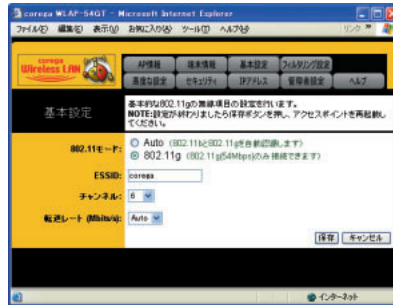 corega WLAP-54GT - Microsoft Internet Explorer
ファイル(F) 編集(E) 表示(V) お気に入り(A) ツール(T) ヘルプ(H) リンク »
corega
Wireless LAN
AP情報 端末情報 基本設定 フィルタリング設定
高度な設定 セキュリティ IPアドレス 管理者設定 ヘルプ
基本設定
基本的な802.11gの無線項目の設定を行います。
NOTE:設定が終わりましたら保存ボタンを押し、アクセスポイントを再起動してください。
802.11モード:
Auto (802.11bと802.11gを自動認識します)
802.11g (802.11g(54Mbps)のみ接続できます)
ESSID: corega
チャンネル: 6
転送レート (Mbits/s): Auto
保存 キャンセル
インターネット